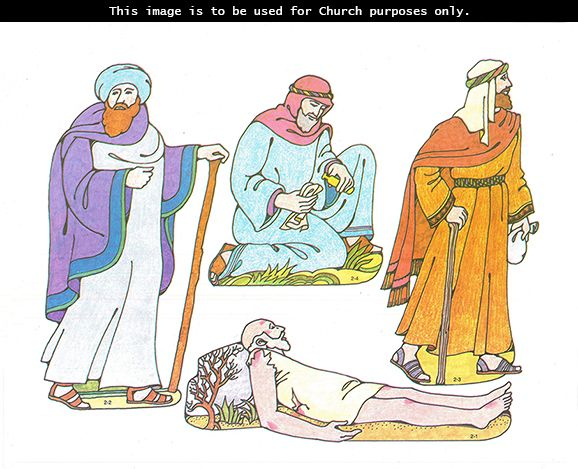 This image is to be used for Church purposes only.
2-4
2-2
2-3
2-1